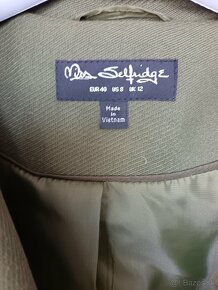 Miss Selfridge
EUR 40 US 8 UK 12
Made in
Vietnam